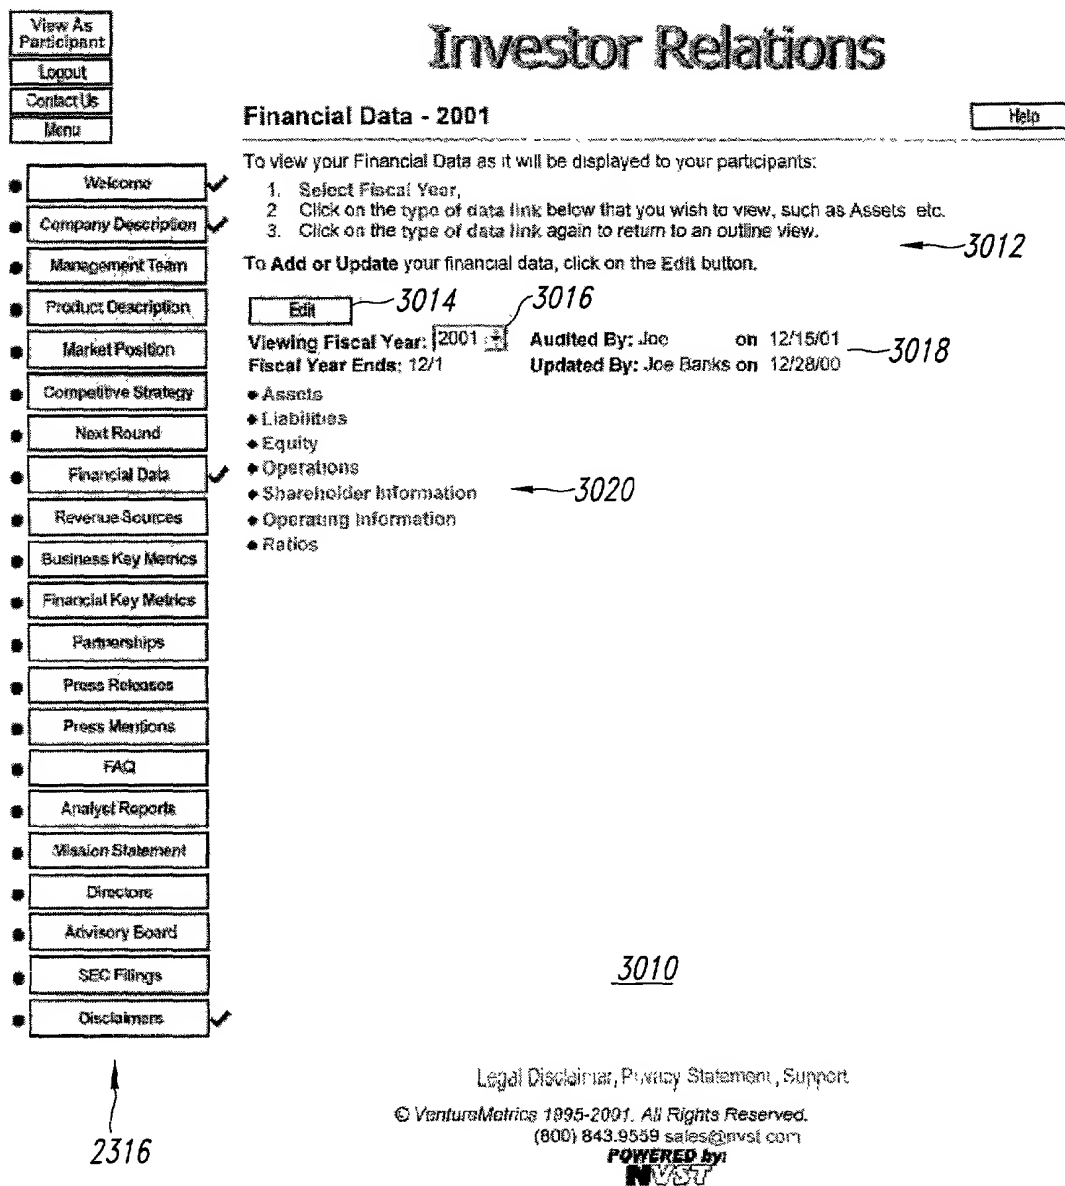 View As
Participant
Logout
Contact Us
Menu
Investor Relations
Financial Data - 2001
Help
To view your Financial Data as it will be displayed to your participants:
1. Select Fiscal Year,
2 Click on the type of data link below that you wish to view, such as Assets etc.
3. Click on the type of data link again to return to an outline view.
3012
To Add or Update your financial data, click on the Edit button.
Edit
3014
3016
Viewing Fiscal Year: 2001 Audited By: Joe on 12/15/01
3018
Fiscal Year Ends: 12/1 Updated By: Joe Banks on 12/28/00
Assets
Liabilities
Equity
Operations
Shareholder Information
3020
Operating Information
Ratios
Welcome
Company Description
Management Team
Product Description
Market Position
Competitive Strategy
Next Round
Financial Data
Revenue Sources
Business Key Metrics
Financial Key Metrics
Partnerships
Press Releases
Press Mentions
FAQ
Analyst Reports
Mission Statement
Directors
Advisory Board
SEC Filings
Disclaimers
2316
3010
Legal Disclaimer, Privacy Statement, Support
© VentureMetrics 1995-2001. All Rights Reserved.
(800) 843.9559 sales@nvst.com
POWERED by:
NVST